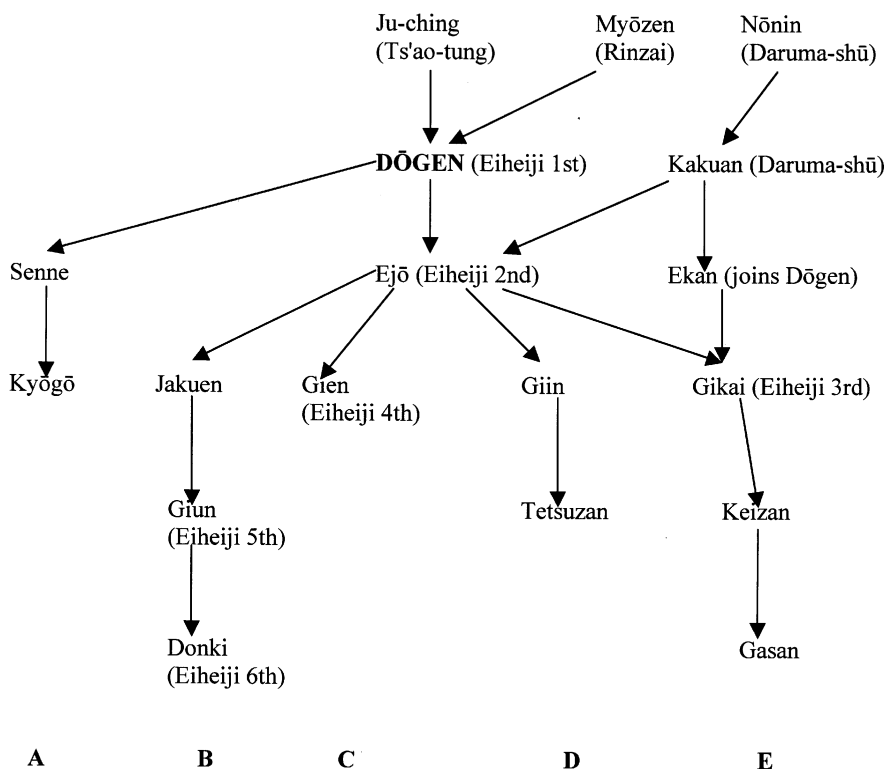 Ju-ching
(Ts'ao-tung)
Myōzen
(Rinzai)
Nōnin
(Daruma-shū)
DŌGEN (Eiheiji 1st)
Kakuan (Daruma-shū)
Senne
Ejō (Eiheiji 2nd)
Ekan (joins Dōgen)
Kyōgō
Jakuen
Gien
(Eiheiji 4th)
Giin
Gikai (Eiheiji 3rd)
Giun
(Eiheiji 5th)
Tetsuzan
Keizan
Donki
(Eiheiji 6th)
Gasan
A
B
C
D
E